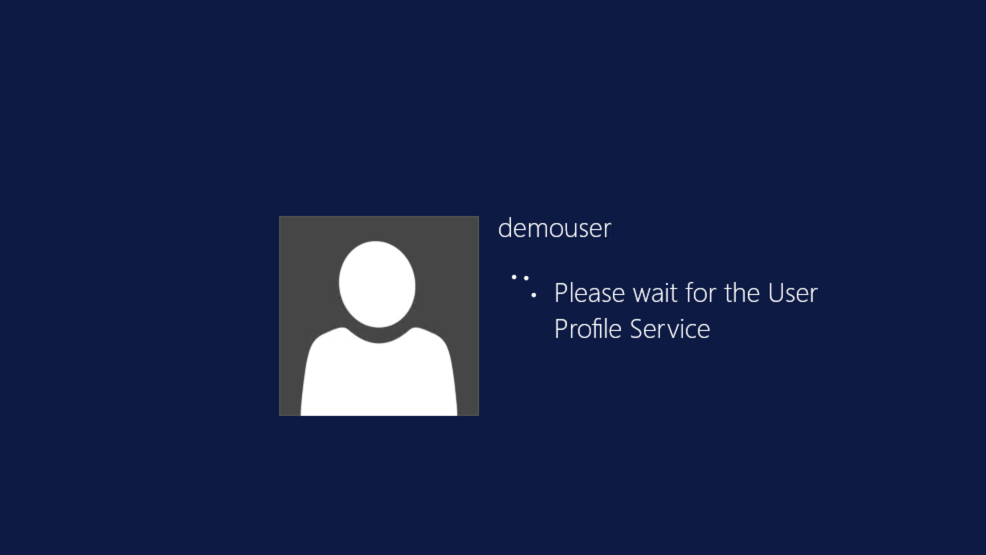 demouser
Please wait for the User
Profile Service